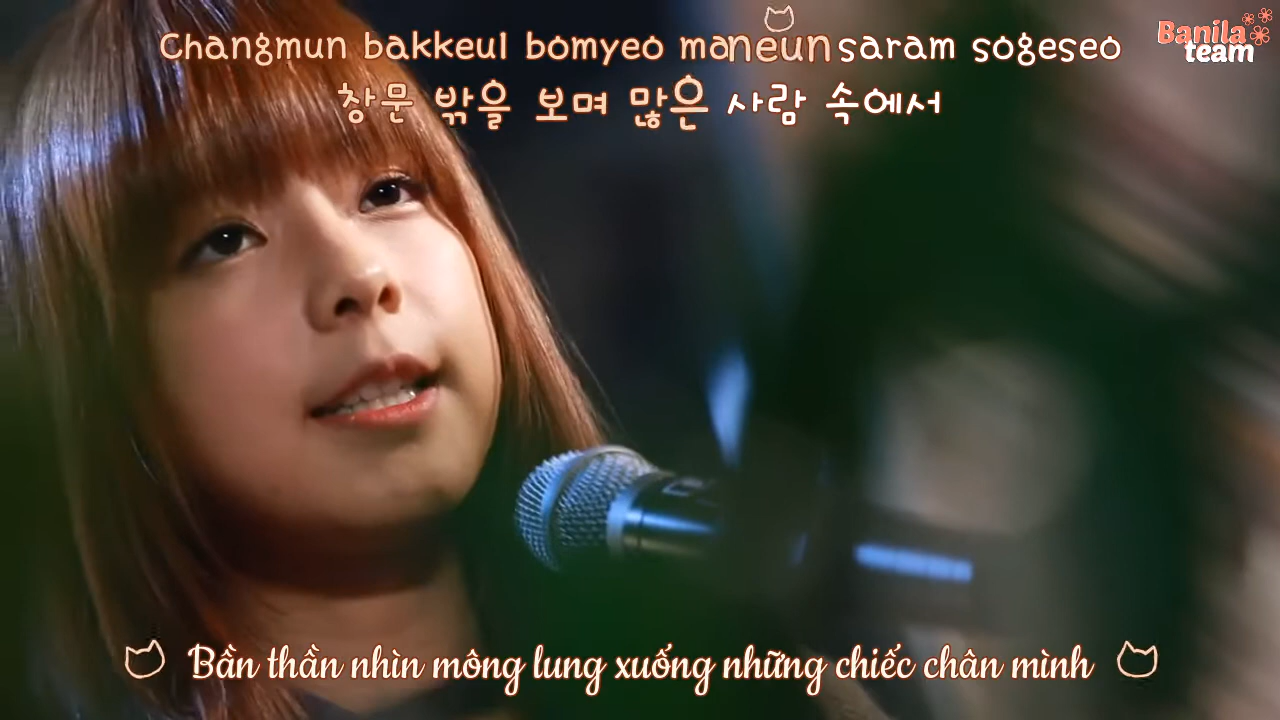 Changmun bakkeul bomyeo maneun saram sogeseo
창문 밖을 보며 많은 사람 속에서
Banila
team
Bần thần nhìn mông lung xuống những chiếc chân mình